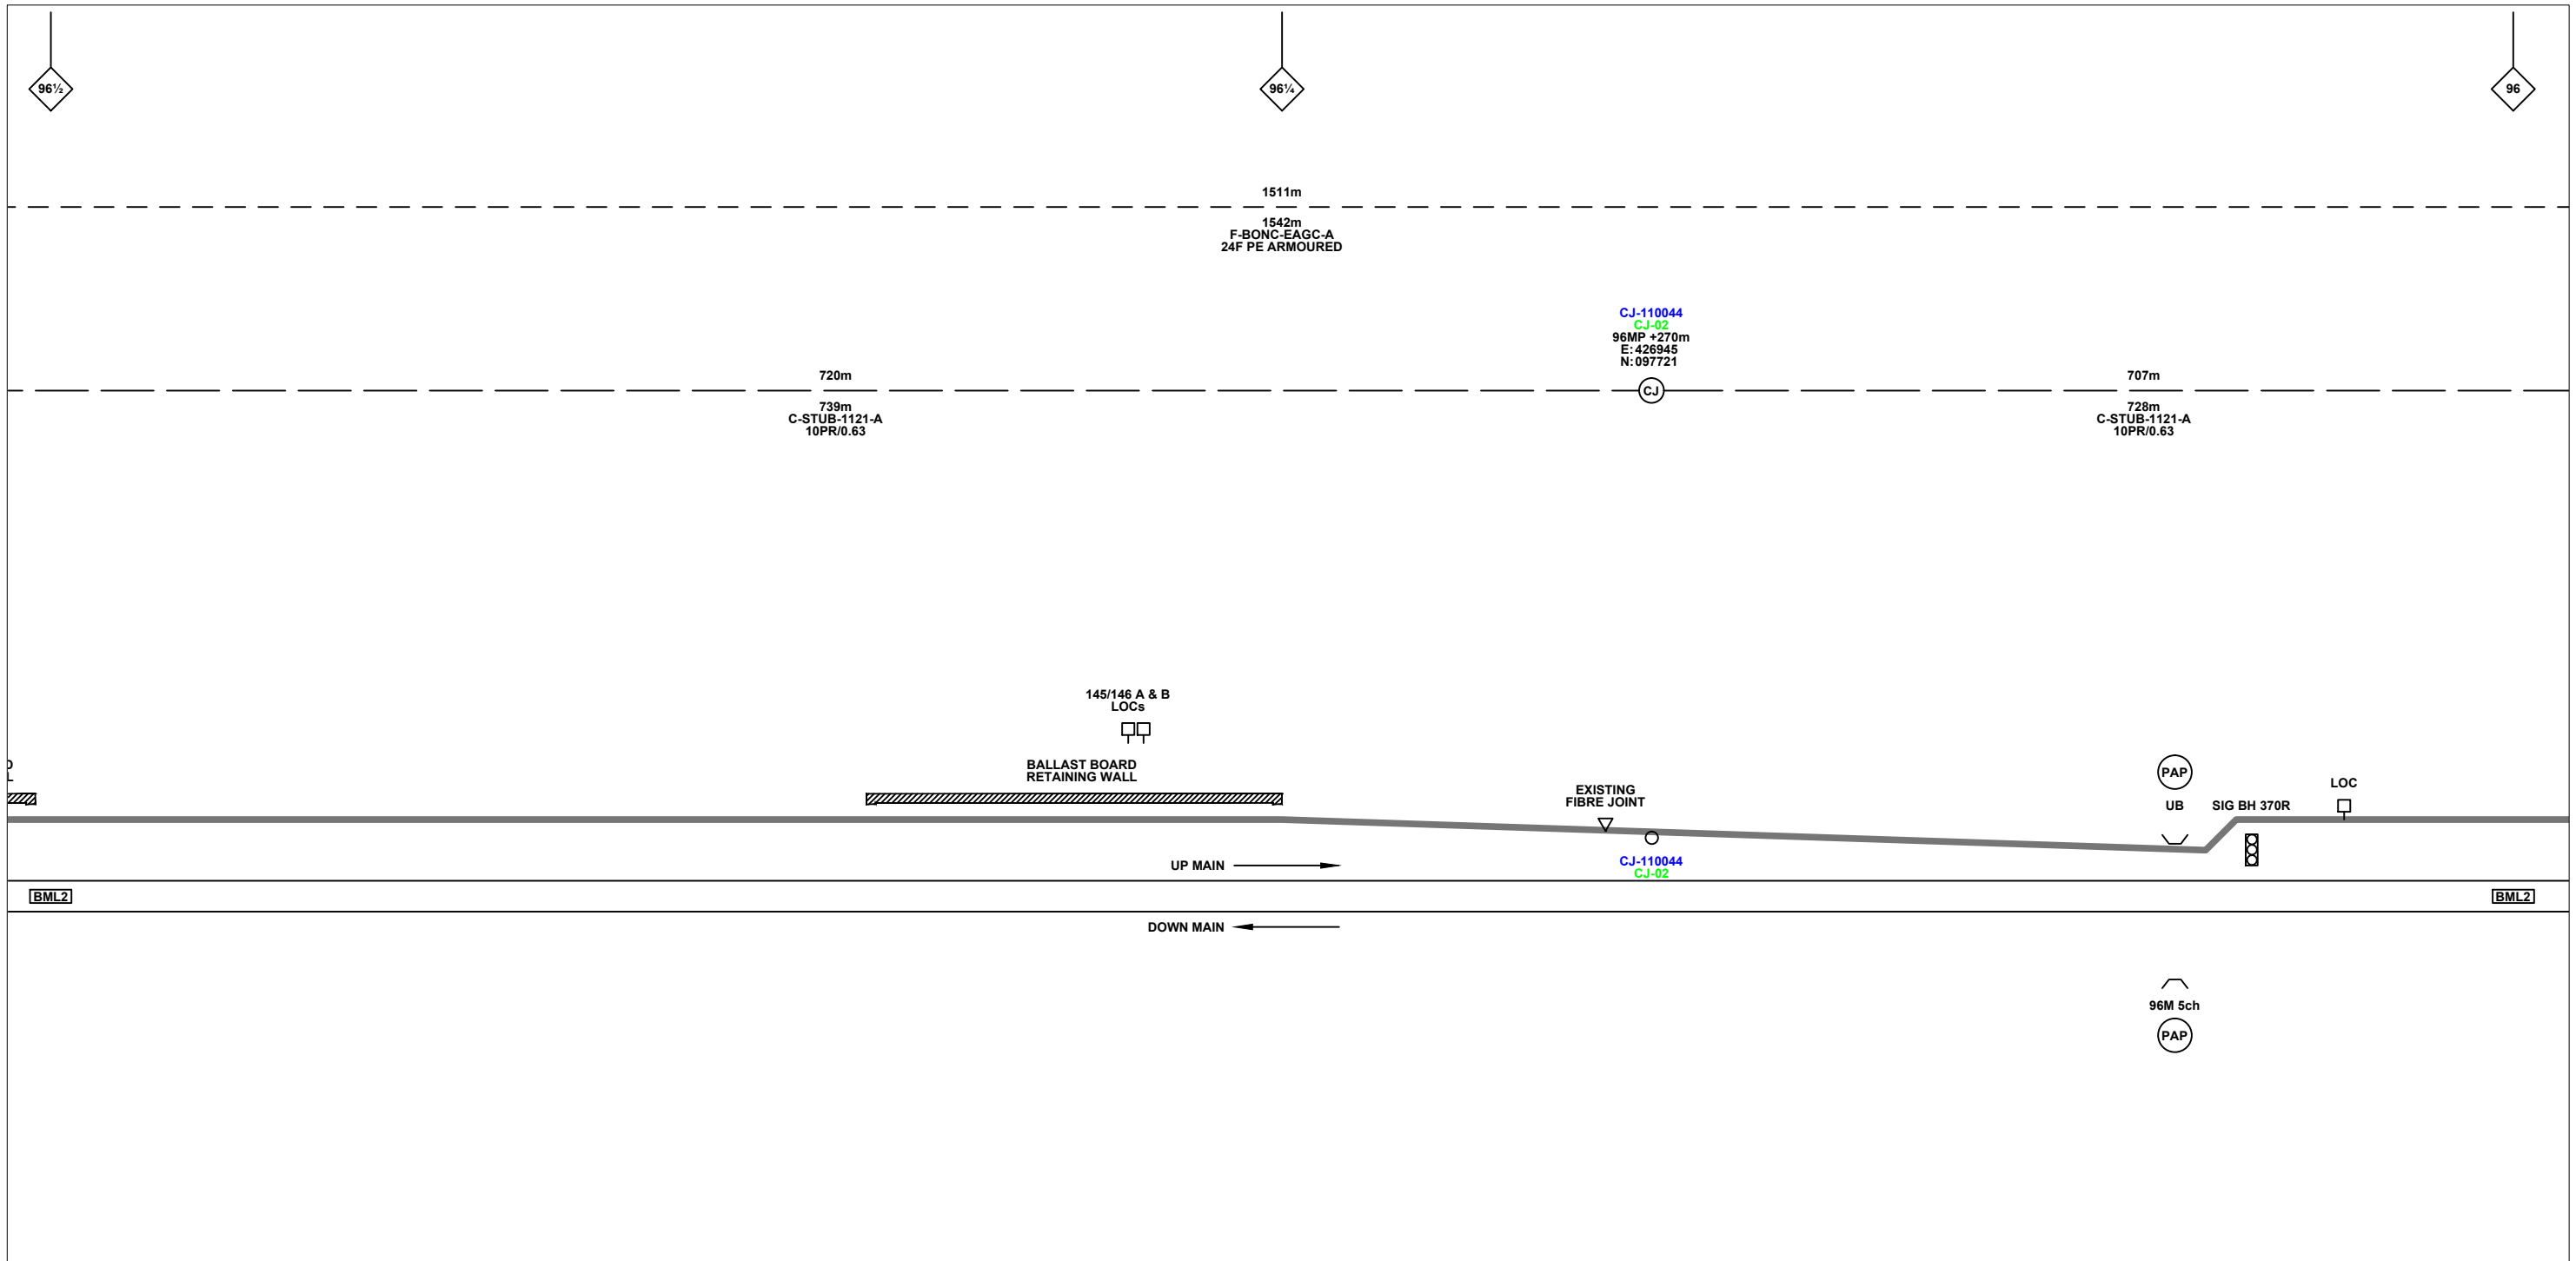 96½
96¼
96
1511m
1542m
F-BONC-EAGC-A
24F PE ARMOURED
CJ-110044
CJ-02
96MP +270m
E: 426945
N: 097721
CJ
720m
739m
C-STUB-1121-A
10PR/0.63
707m
728m
C-STUB-1121-A
10PR/0.63
145/146 A & B
LOCs
BALLAST BOARD
RETAINING WALL
EXISTING
FIBRE JOINT
CJ-110044
CJ-02
PAP
UB
SIG BH 370R
LOC
UP MAIN
BML2
BML2
DOWN MAIN
96M 5ch
PAP